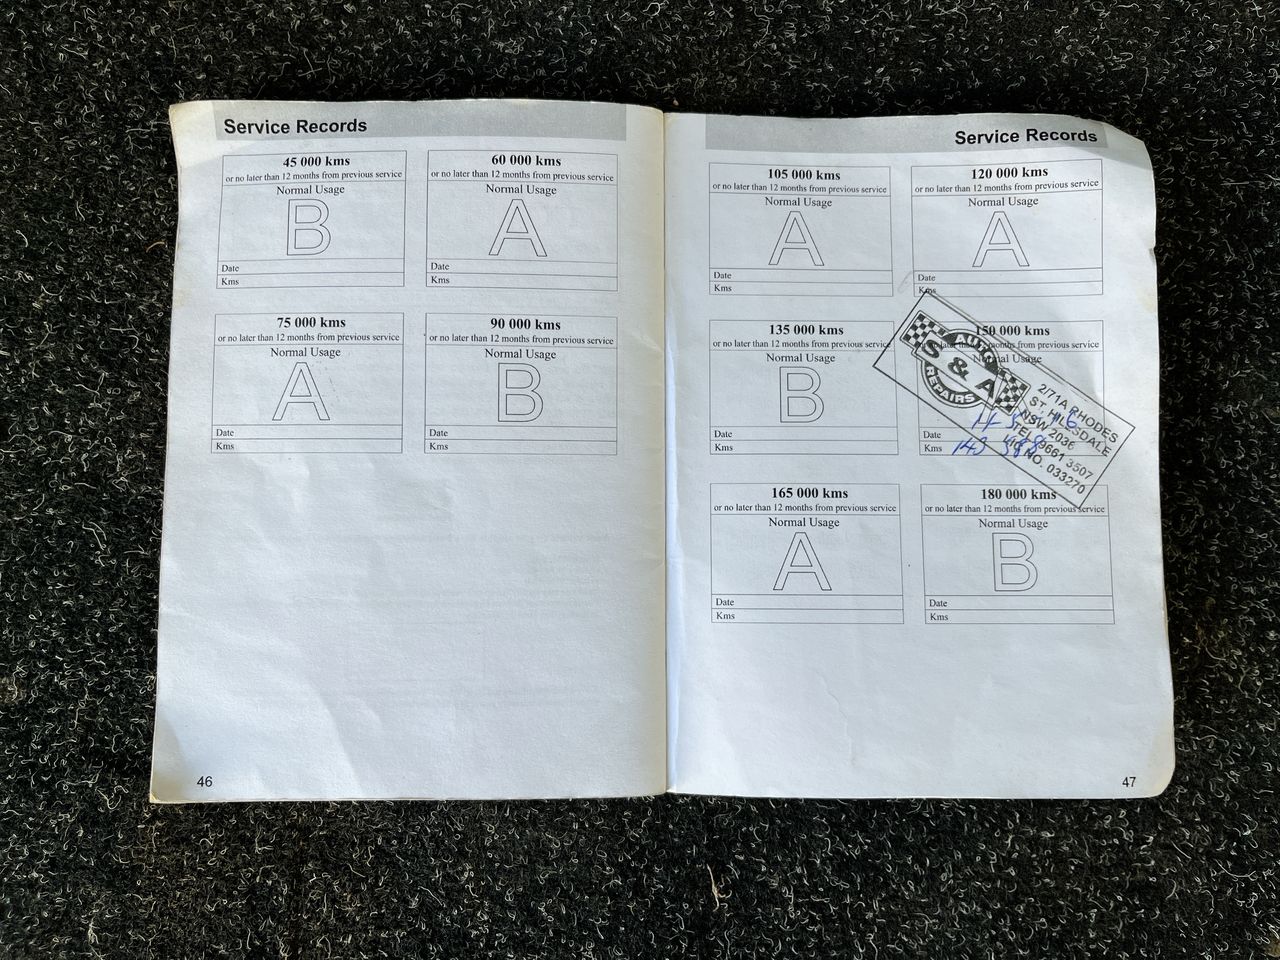 Service Records
45 000 kms
or no later than 12 months from previous service
Normal Usage
B
Date
Kms
60 000 kms
or no later than 12 months from previous service
Normal Usage
A
Date
Kms
75 000 kms
or no later than 12 months from previous service
Normal Usage
A
Date
Kms
90 000 kms
or no later than 12 months from previous service
Normal Usage
B
Date
Kms
46
Service Records
105 000 kms
or no later than 12 months from previous service
Normal Usage
A
Date
Kms
120 000 kms
or no later than 12 months from previous service
Normal Usage
A
Date
Kms
135 000 kms
or no later than 12 months from previous service
Normal Usage
B
Date
Kms
150 000 kms
or no later than 12 months from previous service
Normal Usage
Date
Kms
AUTO
S & A
REPAIRS
2/71A RHODES
ST. HILLSDALE
NSW 2036
TEL 9661 3507
LIC NO. 033270
165 000 kms
or no later than 12 months from previous service
Normal Usage
A
Date
Kms
180 000 kms
or no later than 12 months from previous service
Normal Usage
B
Date
Kms
47